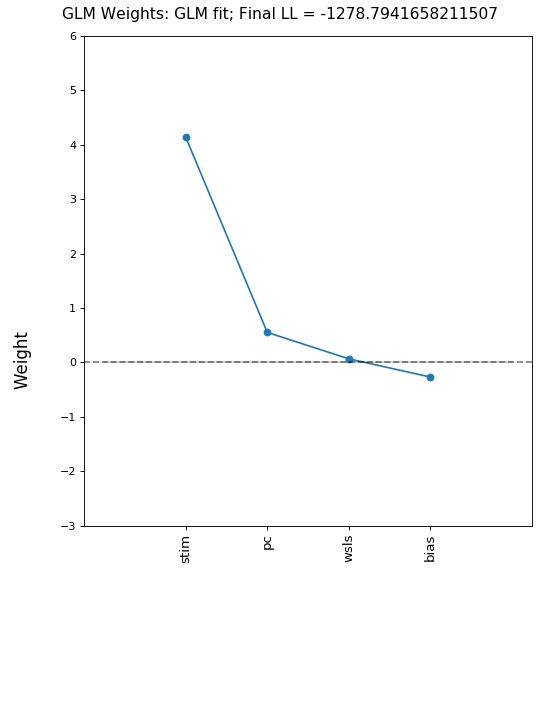 GLM Weights: GLM fit; Final LL = -1278.7941658211507
6
5
4
3
2
1
0
−1
−2
−3
Weight
stim
pc
wsls
bias